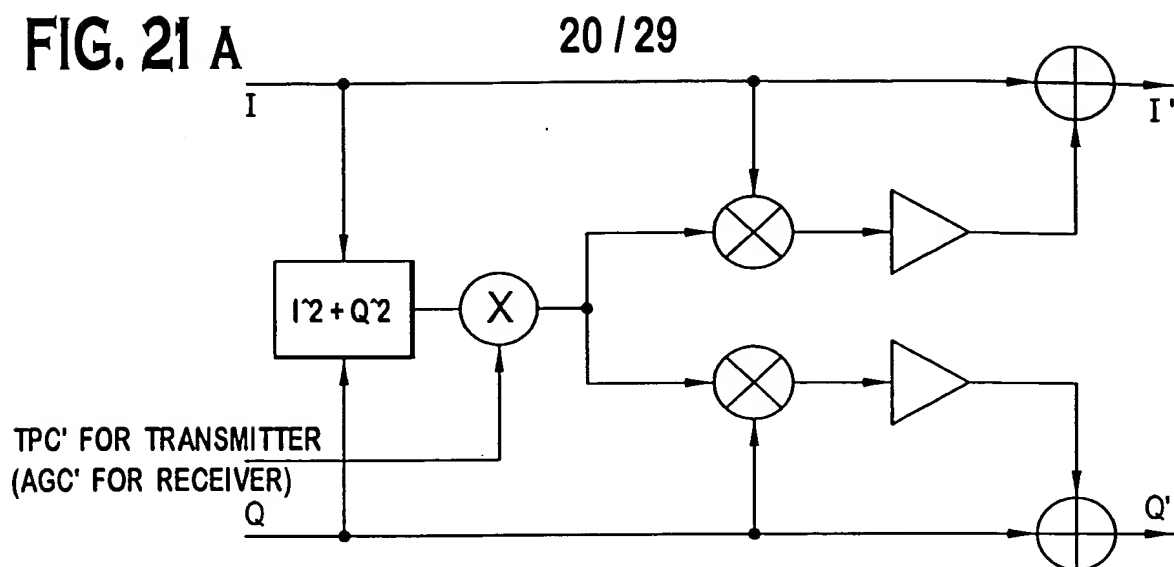 FIG. 21 A
20 / 29
I
I'
I^2 + Q^2
X
TPC' FOR TRANSMITTER
(AGC' FOR RECEIVER)
Q
Q'